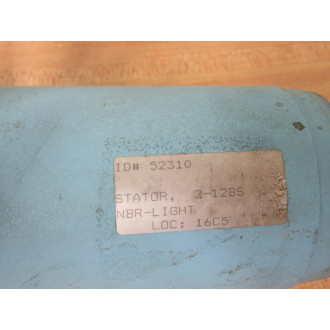 ID# 52310
STATOR, 2-12BS
NBR-LIGHT
LOC: 16C5